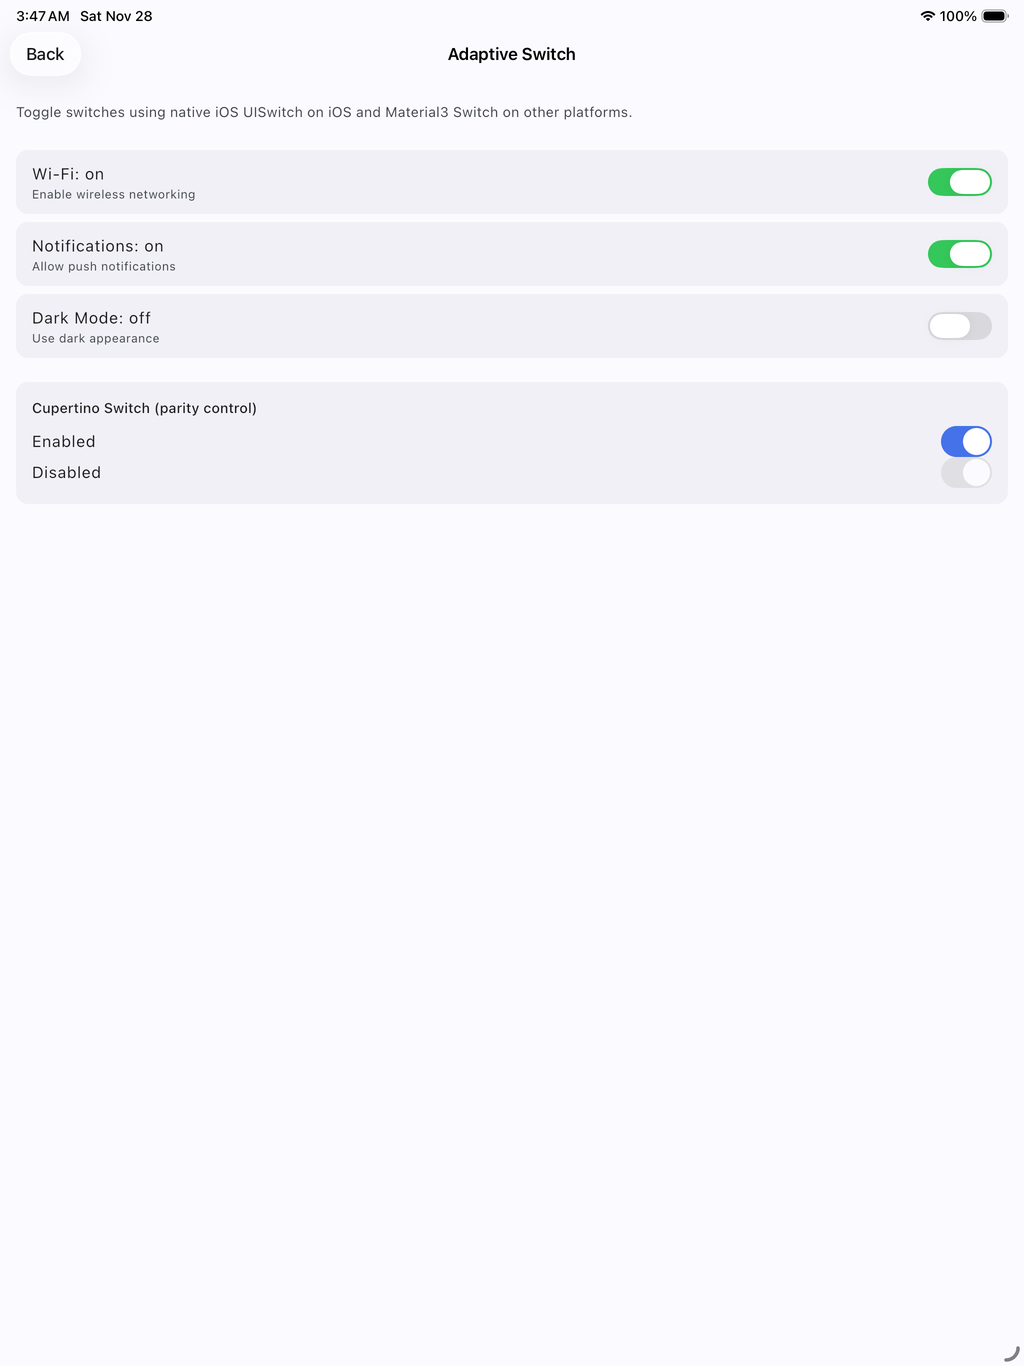 3:47 AM Sat Nov 28
100%
Back
Adaptive Switch
Toggle switches using native iOS UISwitch on iOS and Material3 Switch on other platforms.
Wi-Fi: on
Enable wireless networking
Notifications: on
Allow push notifications
Dark Mode: off
Use dark appearance
Cupertino Switch (parity control)
Enabled
Disabled